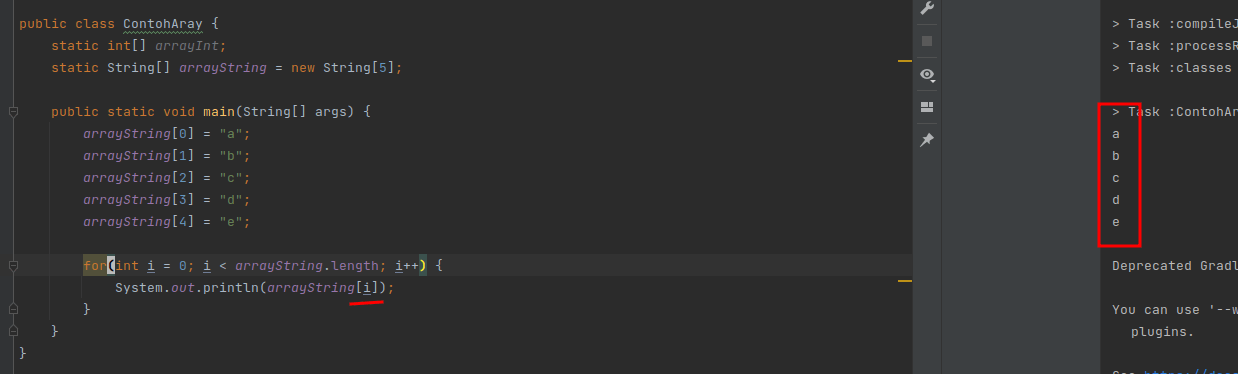 public class ContohAray {
static int[] arrayInt;
static String[] arrayString = new String[5];
public static void main(String[] args) {
arrayString[0] = "a";
arrayString[1] = "b";
arrayString[2] = "c";
arrayString[3] = "d";
arrayString[4] = "e";
for(int i = 0; i < arrayString.length; i++) {
System.out.println(arrayString[i]);
}
}
}
> Task :compileJ
> Task :processR
> Task :classes
> Task :ContohAr
a
b
c
d
e
Deprecated Gradl
You can use '--w
plugins.